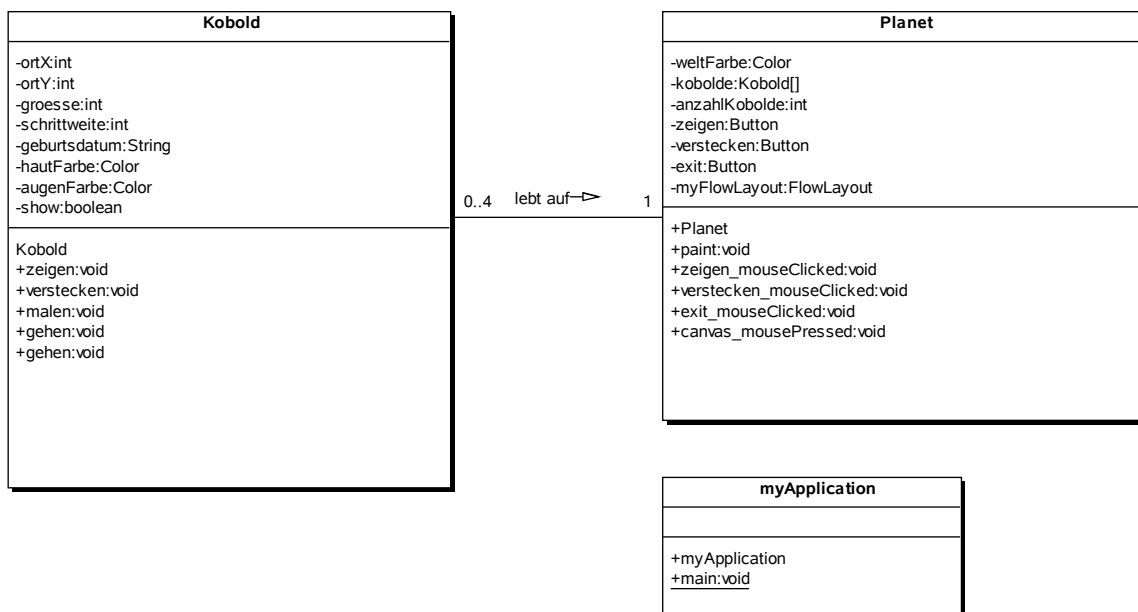 Kobold
-ortX:int
-ortY:int
-groesse:int
-schrittweite:int
-geburtsdatum:String
-hautFarbe:Color
-augenFarbe:Color
-show:boolean
Kobold
+zeigen:void
+verstecken:void
+malen:void
+gehen:void
+gehen:void
0..4 lebt auf 1
Planet
-weltFarbe:Color
-kobolde:Kobold[]
-anzahlKobolde:int
-zeigen:Button
-verstecken:Button
-exit:Button
-myFlowLayout:FlowLayout
+Planet
+paint:void
+zeigen_mouseClicked:void
+verstecken_mouseClicked:void
+exit_mouseClicked:void
+canvas_mousePressed:void
myApplication
+myApplication
+main:void